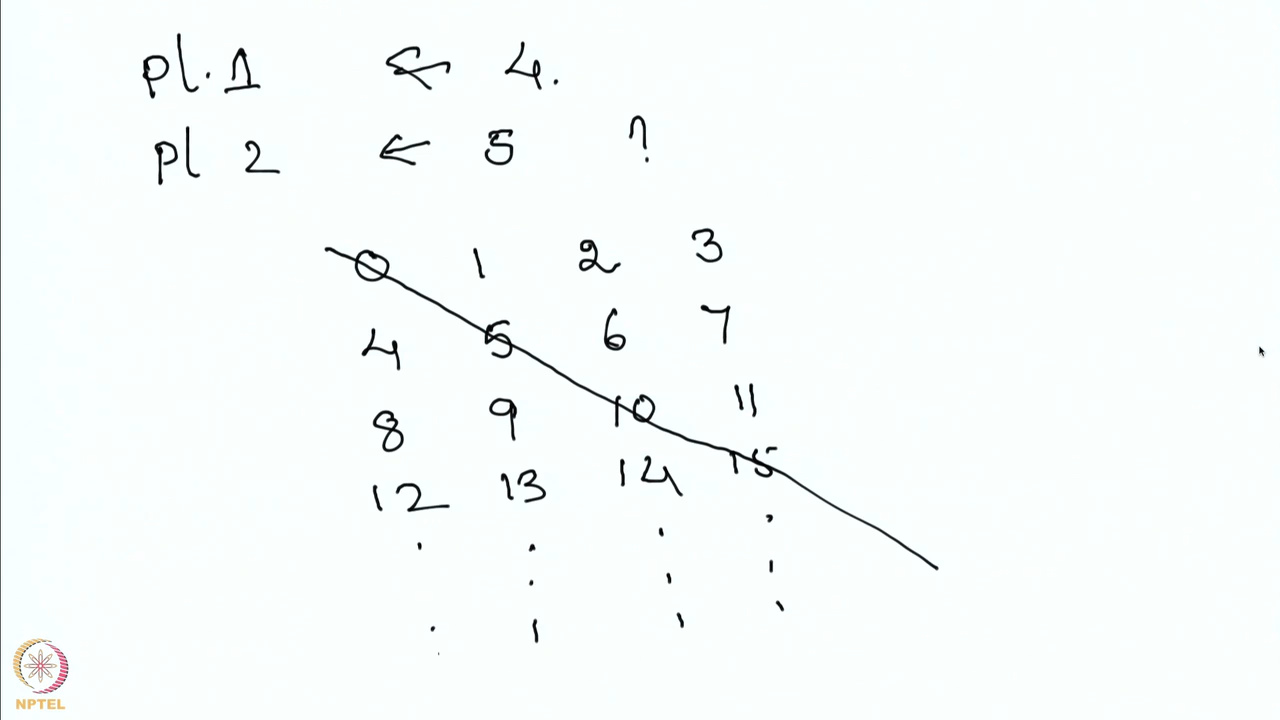 pl. 1 ← 4.
pl 2 ← 5 ?
0 1 2 3
4 5 6 7
8 9 10 11
12 13 14 15
NPTEL